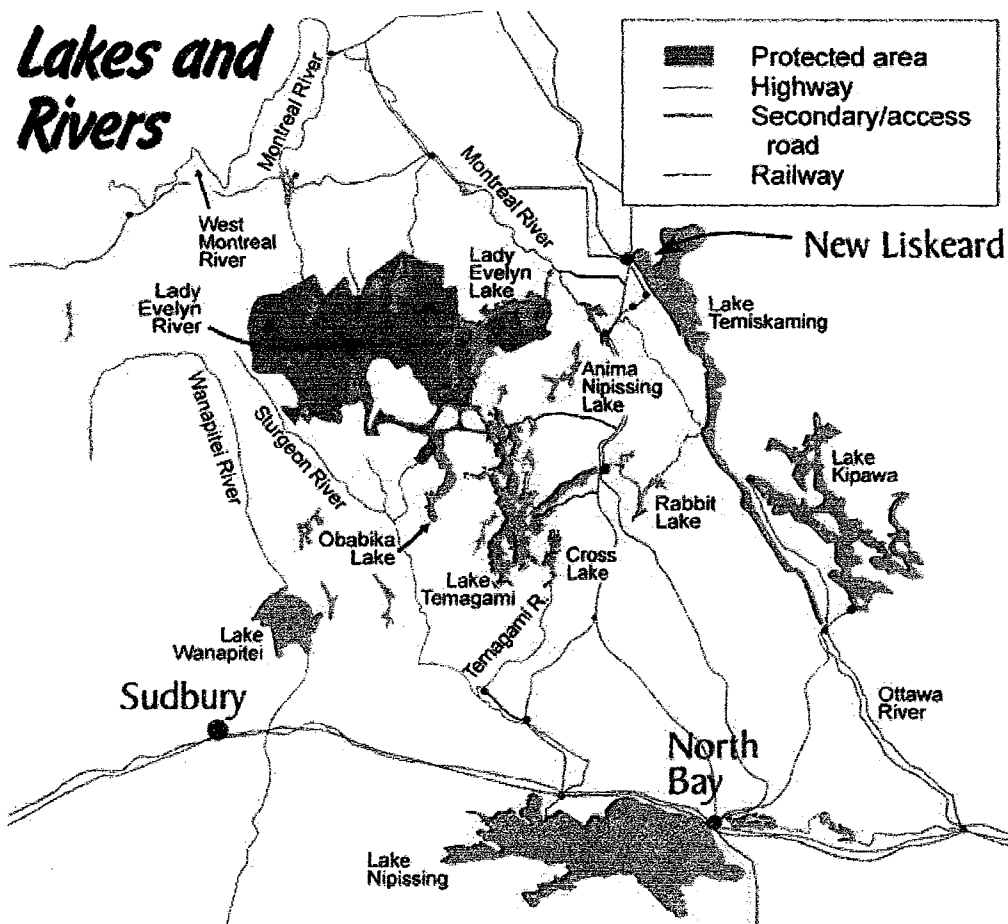 Lakes and
Rivers
Protected area
Highway
Secondary/access
road
Railway
Montreal River
Montreal River
West
Montreal
River
New Liskeard
Lady
Evelyn
Lake
Lady
Evelyn
River
Lake
Temiskaming
Anima
Nipissing
Lake
Wanapitei River
Sturgeon River
Lake
Kipawa
Rabbit
Lake
Obabika
Lake
Cross
Lake
Lake
Temagami
Temagami R.
Lake
Wanapitei
Sudbury
Ottawa
River
North
Bay
Lake
Nipissing